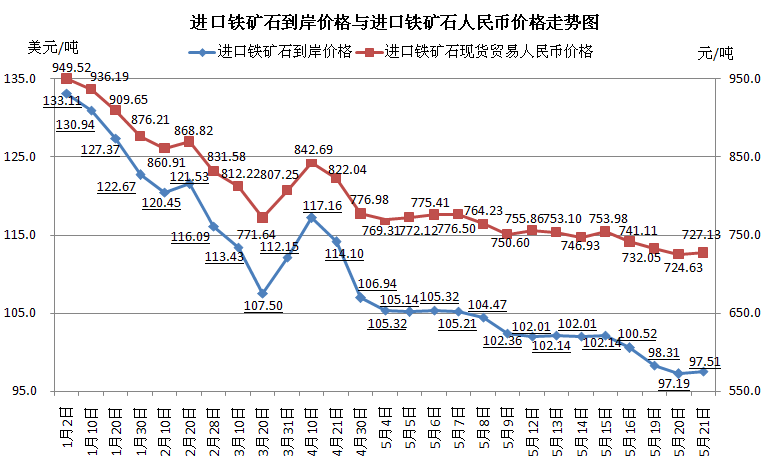 进口铁矿石到岸价格与进口铁矿石人民币价格走势图
美元/吨
进口铁矿石到岸价格
进口铁矿石现货贸易人民币价格
元/吨
135.0
125.0
115.0
105.0
95.0
950.0
850.0
750.0
650.0
550.0
949.52
936.19
909.65
876.21
860.91
868.82
831.58
812.22
771.64
807.25
842.69
822.04
776.98
769.31
772.12
775.41
776.50
764.23
750.60
755.86
753.10
746.93
753.98
741.11
732.05
724.63
727.13
133.11
130.94
127.37
122.67
120.45
121.53
116.09
113.43
107.50
112.15
117.16
114.10
106.94
105.32
105.14
105.32
105.21
104.47
102.36
102.01
102.14
102.01
102.14
100.52
98.31
97.19
97.51
1月2日
1月10日
1月20日
1月30日
2月10日
2月20日
2月28日
3月10日
3月20日
3月31日
4月10日
4月21日
4月30日
5月4日
5月5日
5月6日
5月7日
5月8日
5月9日
5月12日
5月13日
5月14日
5月15日
5月16日
5月19日
5月20日
5月21日